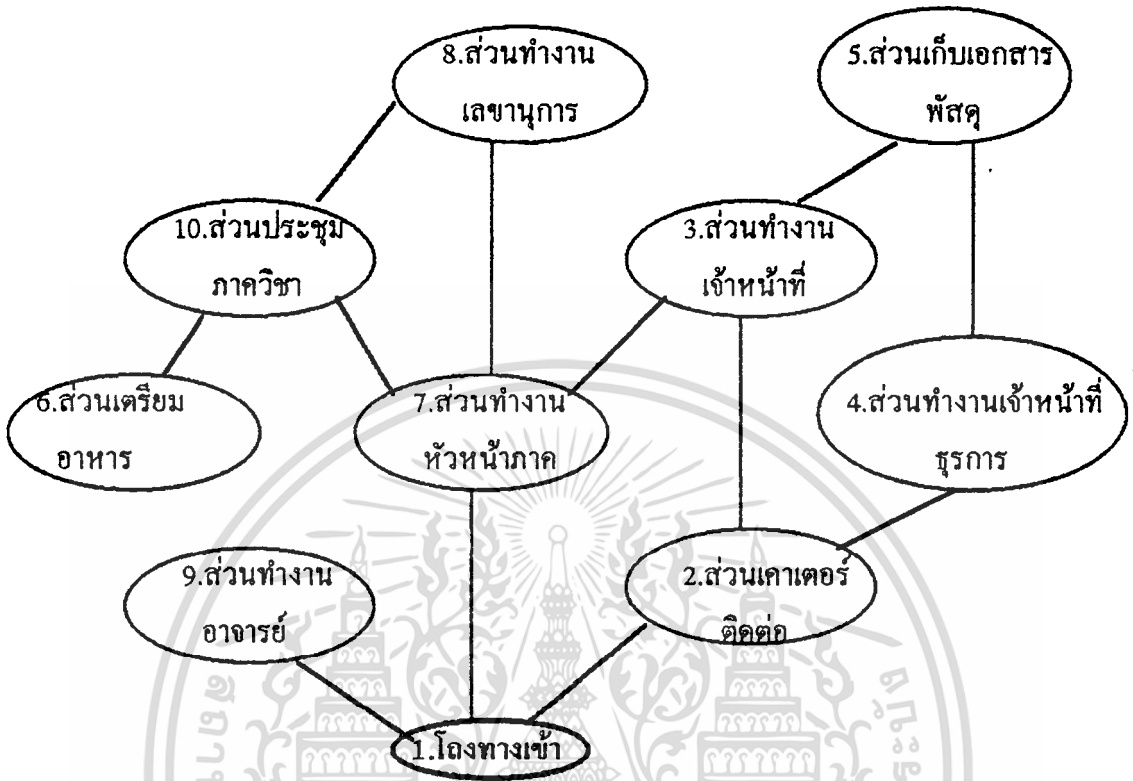 8.ส่วนทำงาน
เลขานุการ
5.ส่วนเก็บเอกสาร
พัสดุ
10.ส่วนประชุม
ภาควิชา
3.ส่วนทำงาน
เจ้าหน้าที่
6.ส่วนเตรียม
อาหาร
7.ส่วนทำงาน
หัวหน้าภาค
4.ส่วนทำงานเจ้าหน้าที่
ธุรการ
9.ส่วนทำงาน
อาจารย์
2.ส่วนเคาเตอร์
ติดต่อ
1.โถงทางเข้า